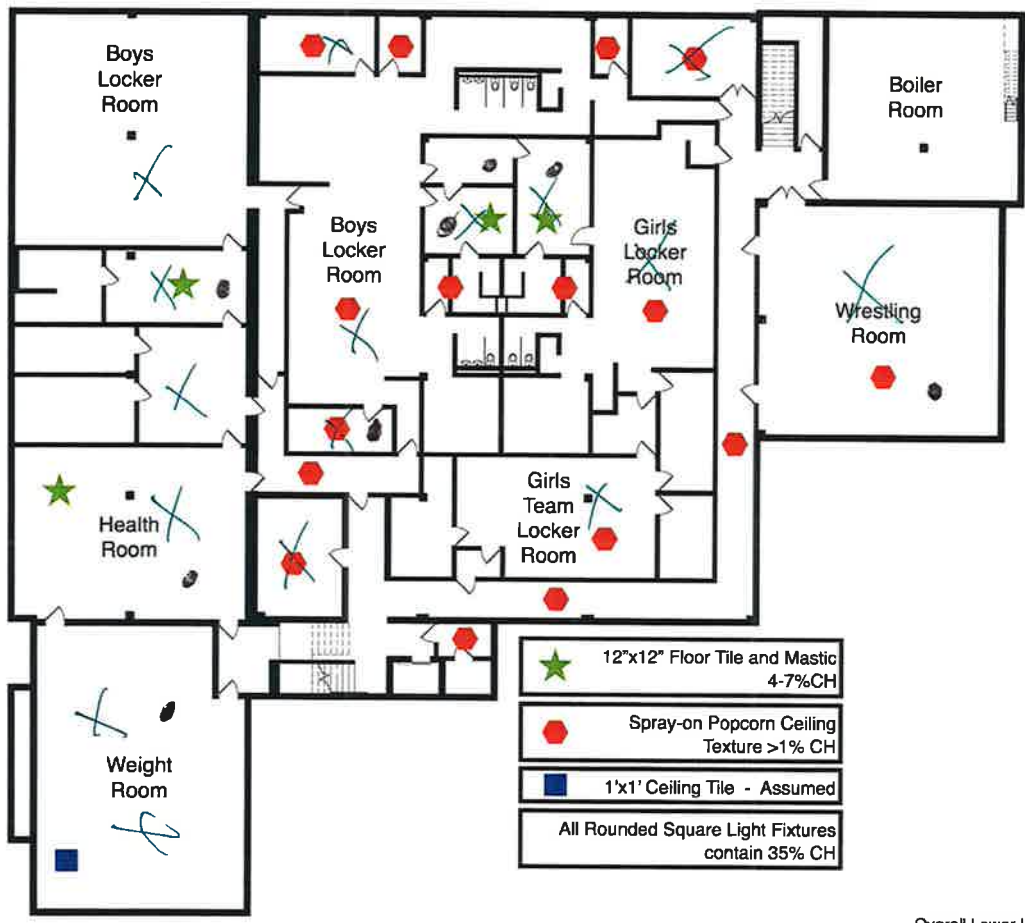 Boys
Locker
Room
Boiler
Room
Boys
Locker
Room
Girls
Locker
Room
Wrestling
Room
Health
Room
Girls
Team
Locker
Room
Weight
Room
12"x12" Floor Tile and Mastic
4-7%CH
Spray-on Popcorn Ceiling
Texture >1% CH
1'x1' Ceiling Tile - Assumed
All Rounded Square Light Fixtures
contain 35% CH
Overall Lower